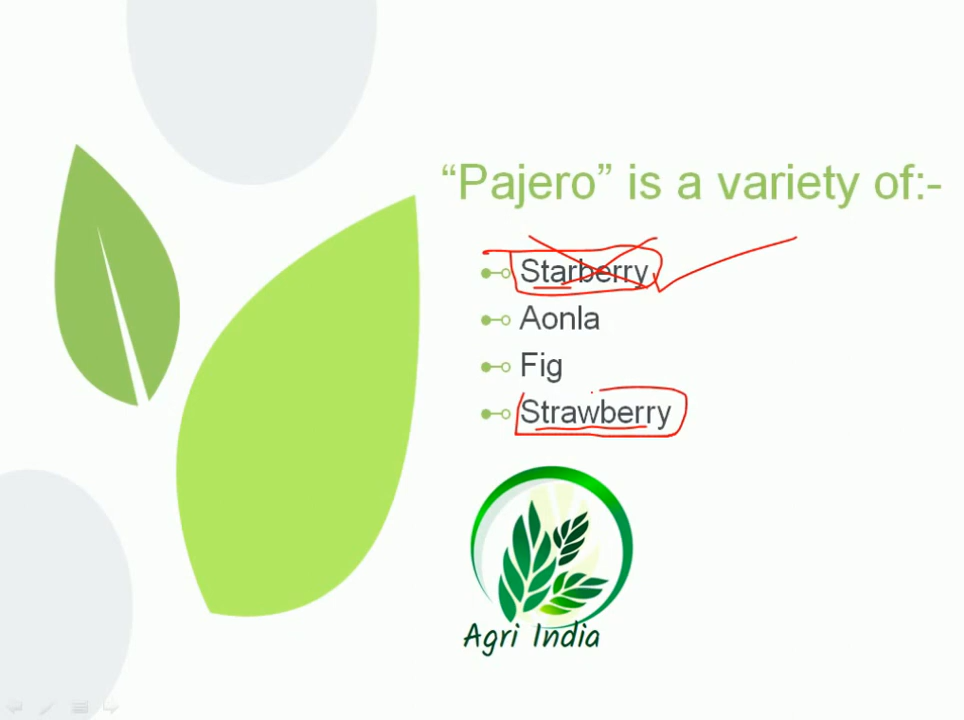 “Pajero” is a variety of:-
Starberry
Aonla
Fig
Strawberry
Agri India